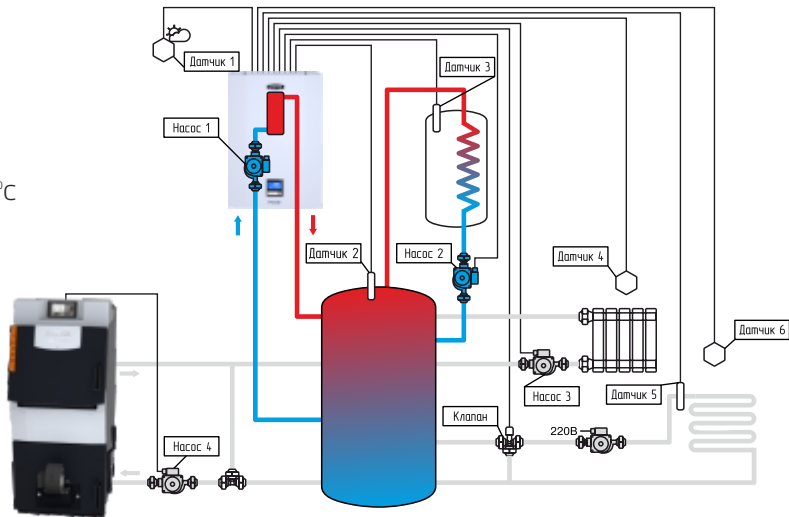 Датчик 1
Датчик 3
Насос 1
°C
Датчик 2
Насос 2
Датчик 4
Датчик 6
Насос 3
Датчик 5
Клапан
220В
Насос 4